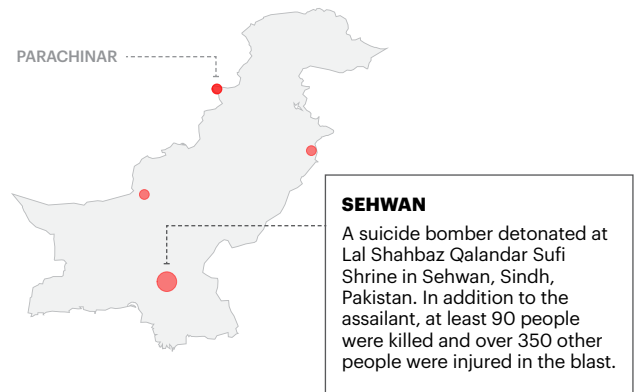 PARACHINAR
SEHWAN
A suicide bomber detonated at
Lal Shahbaz Qalandar Sufi
Shrine in Sehwan, Sindh,
Pakistan. In addition to the
assailant, at least 90 people
were killed and over 350 other
people were injured in the blast.